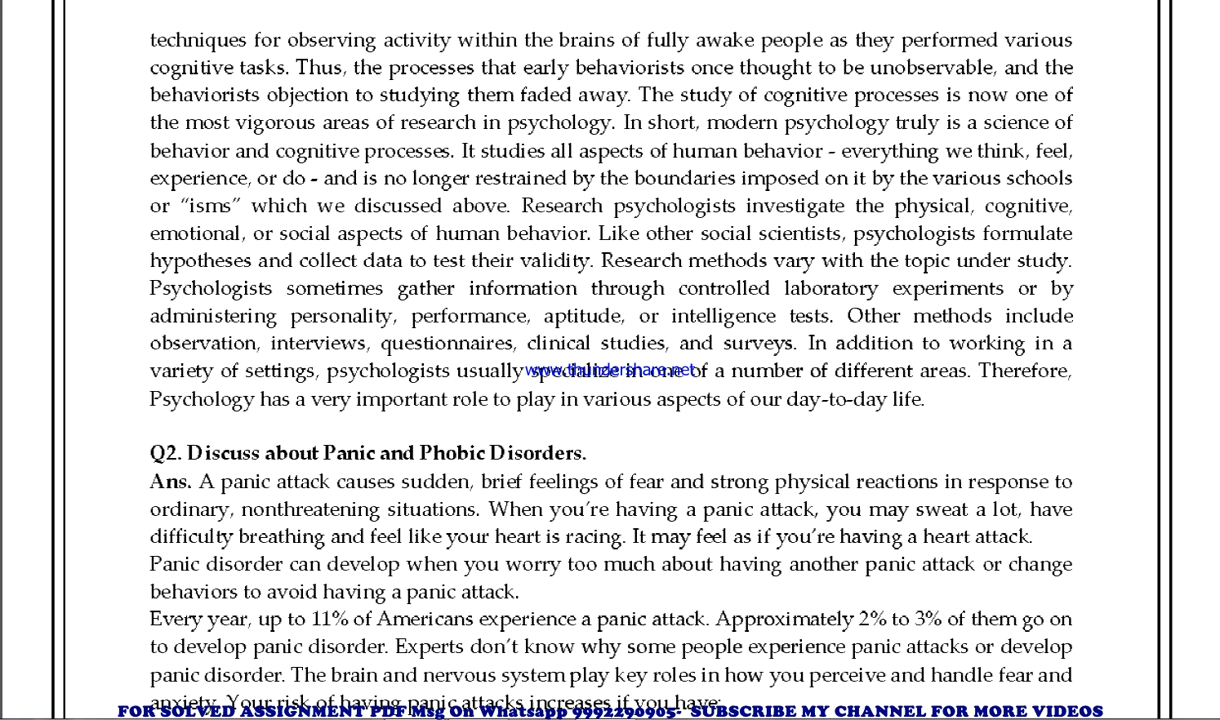 techniques for observing activity within the brains of fully awake people as they performed various
cognitive tasks. Thus, the processes that early behaviorists once thought to be unobservable, and the
behaviorists objection to studying them faded away. The study of cognitive processes is now one of
the most vigorous areas of research in psychology. In short, modern psychology truly is a science of
behavior and cognitive processes. It studies all aspects of human behavior - everything we think, feel,
experience, or do - and is no longer restrained by the boundaries imposed on it by the various schools
or “isms” which we discussed above. Research psychologists investigate the physical, cognitive,
emotional, or social aspects of human behavior. Like other social scientists, psychologists formulate
hypotheses and collect data to test their validity. Research methods vary with the topic under study.
Psychologists sometimes gather information through controlled laboratory experiments or by
administering personality, performance, aptitude, or intelligence tests. Other methods include
observation, interviews, questionnaires, clinical studies, and surveys. In addition to working in a
variety of settings, psychologists usually specialize in one of a number of different areas. Therefore,
www.thundershare.net
Psychology has a very important role to play in various aspects of our day-to-day life.
Q2. Discuss about Panic and Phobic Disorders.
Ans. A panic attack causes sudden, brief feelings of fear and strong physical reactions in response to
ordinary, nonthreatening situations. When you’re having a panic attack, you may sweat a lot, have
difficulty breathing and feel like your heart is racing. It may feel as if you’re having a heart attack.
Panic disorder can develop when you worry too much about having another panic attack or change
behaviors to avoid having a panic attack.
Every year, up to 11% of Americans experience a panic attack. Approximately 2% to 3% of them go on
to develop panic disorder. Experts don’t know why some people experience panic attacks or develop
panic disorder. The brain and nervous system play key roles in how you perceive and handle fear and
anxiety. Your risk of having panic attacks increases if you have:
FOR SOLVED ASSIGNMENT PDF Msg On Whatsapp 9992290905- SUBSCRIBE MY CHANNEL FOR MORE VIDEOS